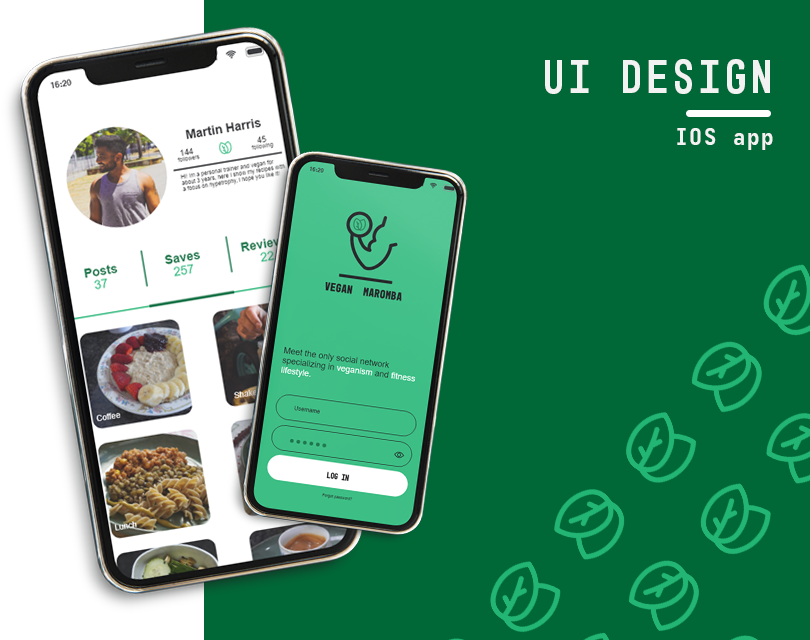 UI DESIGN
IOS app
16:20
Martin Harris
144
followers
45
following
Hi! Im a personal trainer and vegan for
about 3 years, here i show my recipes with
a focus on hypetrophy, i hope you like it!
Posts
37
Saves
257
Review
22
Coffee
Shak
Lunch
16:20
VEGAN MAROMBA
Meet the only social network
specializing in veganism and fitness
lifestyle.
Username
LOG IN
Forgot password?